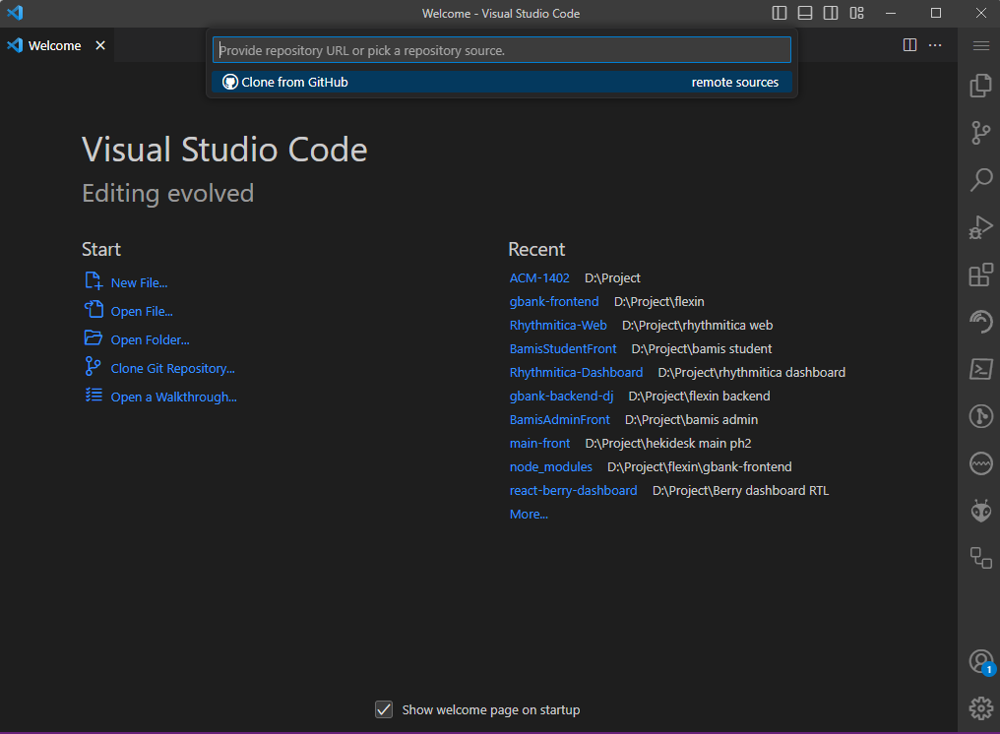 Welcome - Visual Studio Code
Welcome
Provide repository URL or pick a repository source.
Clone from GitHub remote sources
Visual Studio Code
Editing evolved
Start
New File...
Open File...
Open Folder...
Clone Git Repository...
Open a Walkthrough...
Recent
ACM-1402 D:\Project
gbank-frontend D:\Project\flexin
Rhythmitica-Web D:\Project\rhythmitica web
BamisStudentFront D:\Project\bamis student
Rhythmitica-Dashboard D:\Project\rhythmitica dashboard
gbank-backend-dj D:\Project\flexin backend
BamisAdminFront D:\Project\bamis admin
main-front D:\Project\hekidesk main ph2
node_modules D:\Project\flexin\gbank-frontend
react-berry-dashboard D:\Project\Berry dashboard RTL
More...
1
Show welcome page on startup